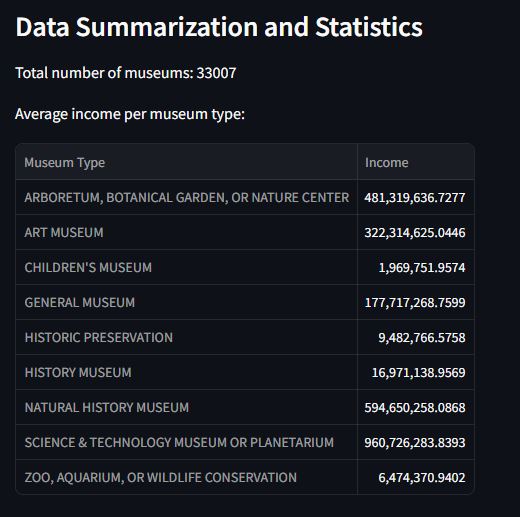 Data Summarization and Statistics
Total number of museums: 33007
Average income per museum type:
Museum Type Income
ARBORETUM, BOTANICAL GARDEN, OR NATURE CENTER 481,319,636.7277
ART MUSEUM 322,314,625.0446
CHILDREN'S MUSEUM 1,969,751.9574
GENERAL MUSEUM 177,717,268.7599
HISTORIC PRESERVATION 9,482,766.5758
HISTORY MUSEUM 16,971,138.9569
NATURAL HISTORY MUSEUM 594,650,258.0868
SCIENCE & TECHNOLOGY MUSEUM OR PLANETARIUM 960,726,283.8393
ZOO, AQUARIUM, OR WILDLIFE CONSERVATION 6,474,370.9402